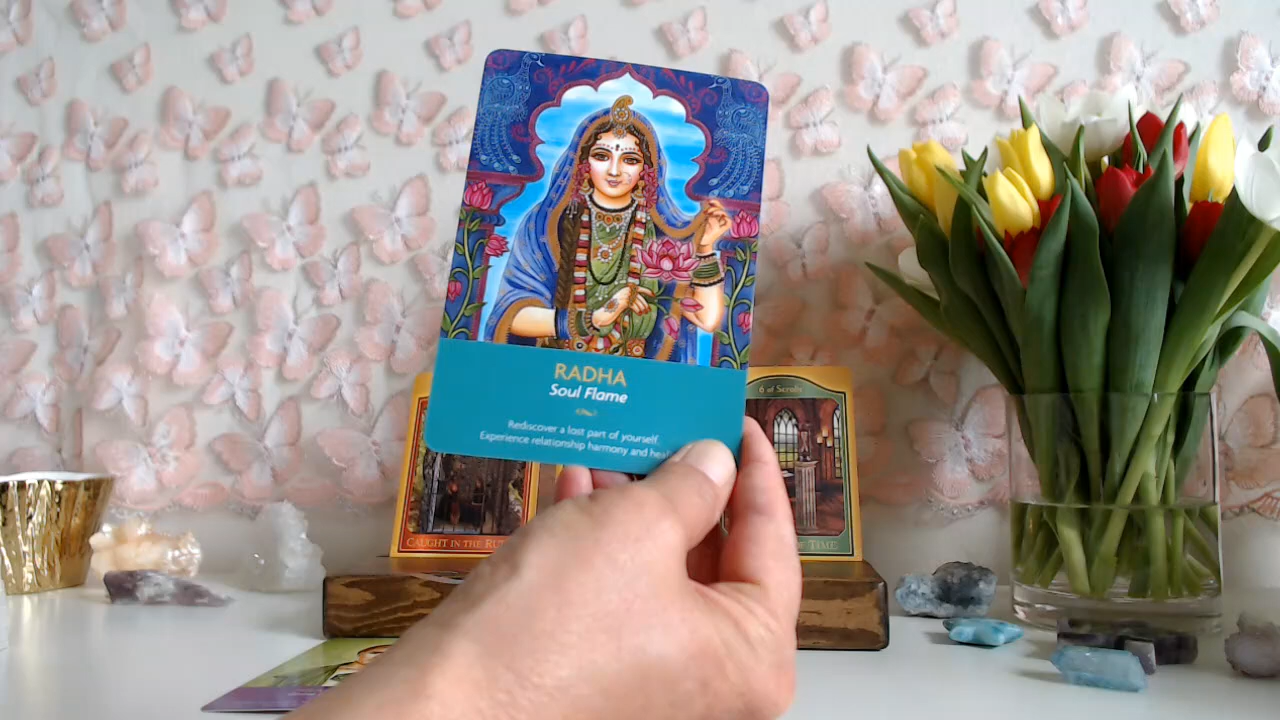 RADHA
Soul Flame
Rediscover a lost part of yourself.
Experience relationship harmony and
6 of Scrolls
CAUGHT IN THE
TIME